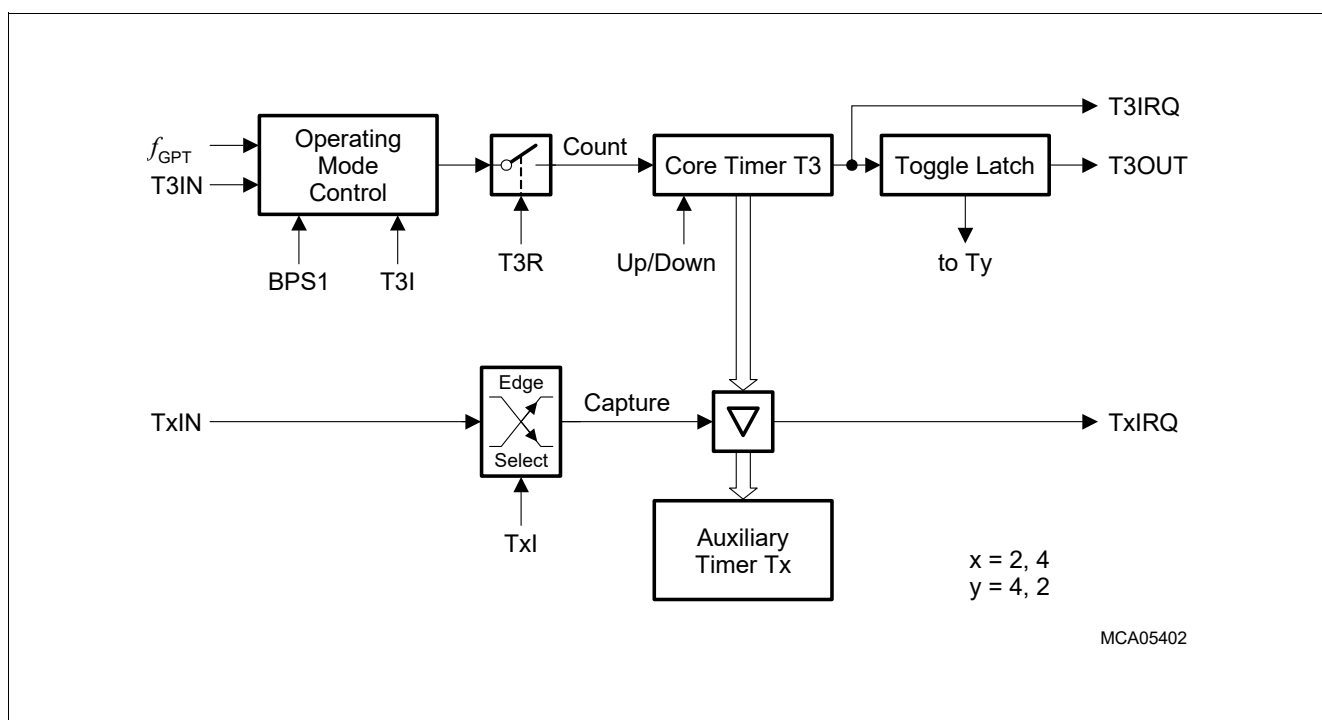 T3IRQ
f GPT
T3IN
Operating
Mode
Control
Count
Core Timer T3
Toggle Latch
T3OUT
BPS1
T3I
T3R
Up/Down
to Ty
TxIN
Edge
Select
Capture
TxIRQ
TxI
Auxiliary
Timer Tx
x = 2, 4
y = 4, 2
MCA05402